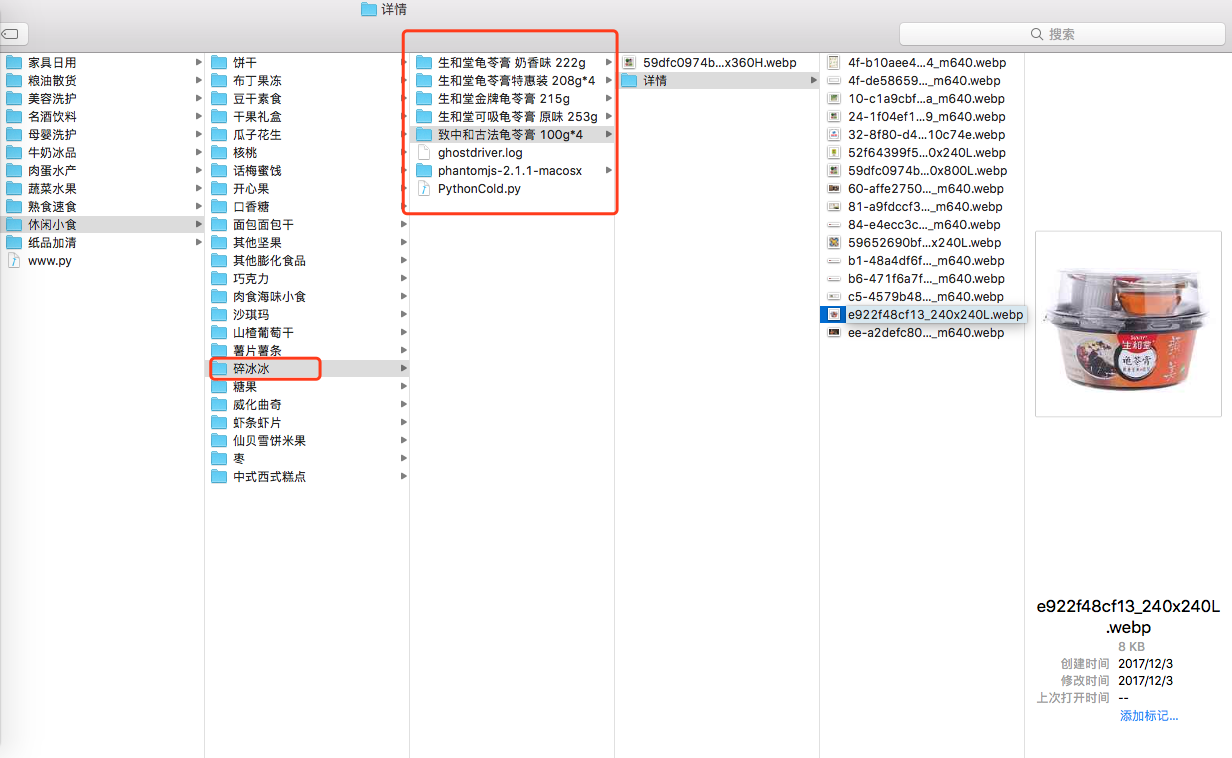 详情
搜索
家具日用
粮油散货
美容洗护
名酒饮料
母婴洗护
牛奶冰品
肉蛋水产
蔬菜水果
熟食速食
休闲小食
纸品加清
www.py
饼干
布丁果冻
豆干素食
干果礼盒
瓜子花生
核桃
话梅蜜饯
开心果
口香糖
面包面包干
其他坚果
其他膨化食品
巧克力
肉食海味小食
沙琪玛
山楂葡萄干
薯片薯条
碎冰冰
糖果
威化曲奇
虾条虾片
仙贝雪饼米果
枣
中式西式糕点
生和堂龟苓膏 奶香味 222g
生和堂龟苓膏特惠装 208g*4
生和堂金牌龟苓膏 215g
生和堂可吸龟苓膏 原味 253g
致中和古法龟苓膏 100g*4
ghostdriver.log
phantomjs-2.1.1-macosx
PythonCold.py
59dfc0974b...x360H.webp
详情
4f-b10aee4...4_m640.webp
4f-de58659..._m640.webp
10-c1a9cbf...a_m640.webp
24-1f04ef1...9_m640.webp
32-8f80-d4...10c74e.webp
52f64399f5...0x240L.webp
59dfc0974b...0x800L.webp
60-affe2750..._m640.webp
81-a9fdccf3..._m640.webp
84-e4ecc3c..._m640.webp
59652690bf...x240L.webp
b1-48a4df6f..._m640.webp
b6-471f6a7f..._m640.webp
c5-4579b48..._m640.webp
e922f48cf13_240x240L.webp
ee-a2defc80..._m640.webp
生和堂
龟苓膏
e922f48cf13_240x240L
.webp
8 KB
创建时间 2017/12/3
修改时间 2017/12/3
上次打开时间 --
添加标记...